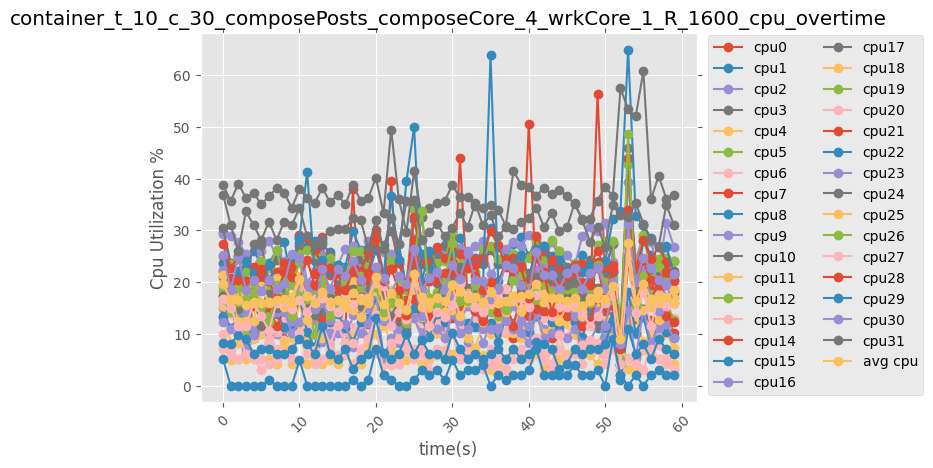 container_t_10_c_30_composePosts_composeCore_4_wrkCore_1_R_1600_cpu_overtime
Cpu Utilization %
60
50
40
30
20
10
0
0
10
20
30
40
50
60
time(s)
cpu0
cpu1
cpu2
cpu3
cpu4
cpu5
cpu6
cpu7
cpu8
cpu9
cpu10
cpu11
cpu12
cpu13
cpu14
cpu15
cpu16
cpu17
cpu18
cpu19
cpu20
cpu21
cpu22
cpu23
cpu24
cpu25
cpu26
cpu27
cpu28
cpu29
cpu30
cpu31
avg cpu